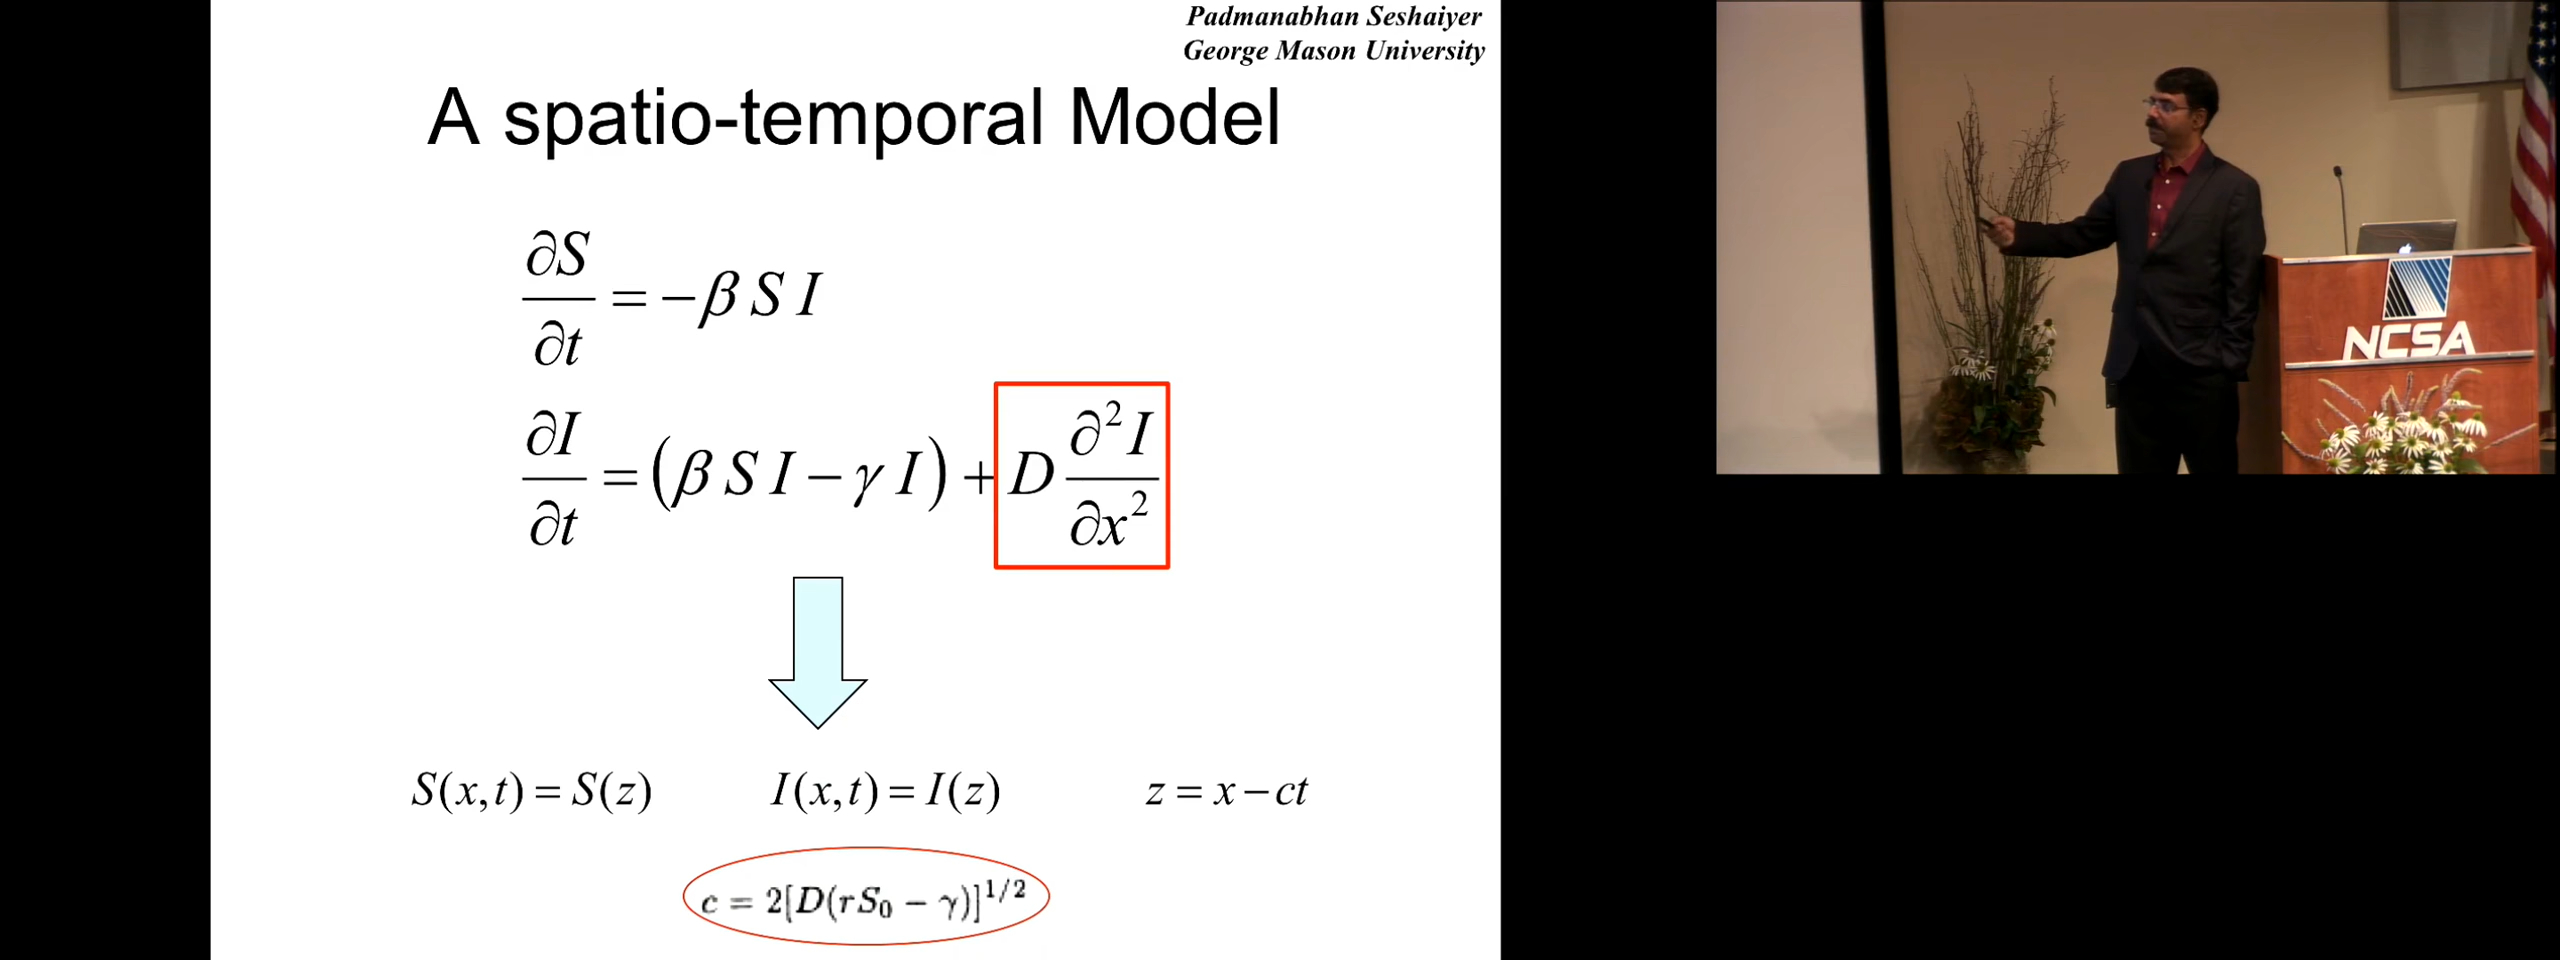 Padmanabhan Seshaiyer
George Mason University
A spatio-temporal Model
∂S/∂t = −β S I
∂I/∂t = (β S I − γ I) + D ∂²I/∂x²
S(x,t) = S(z) I(x,t) = I(z) z = x − ct
c = 2[D(rS₀ − γ)]^1/2
NCSA